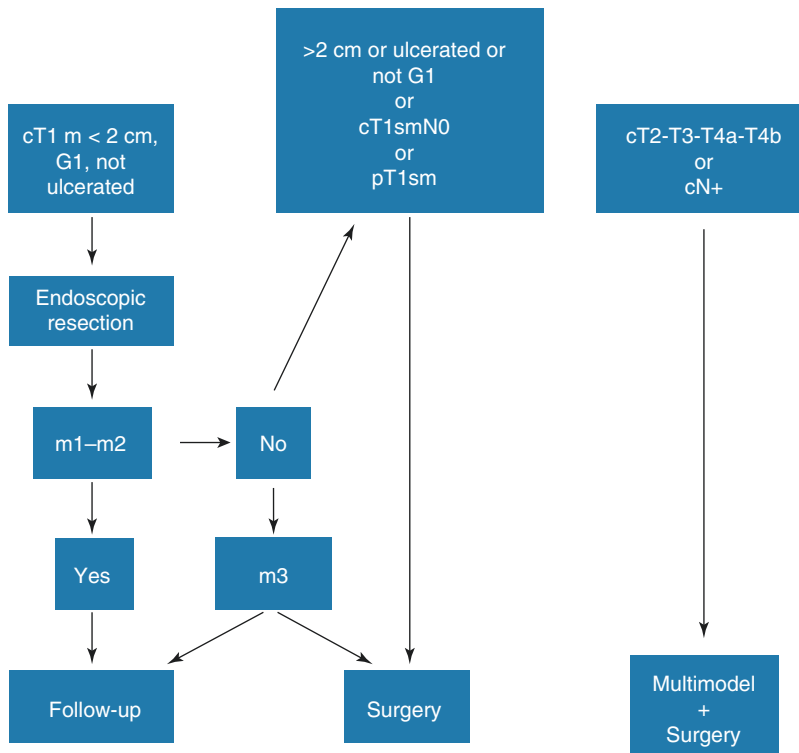 cT1 m < 2 cm,
G1, not
ulcerated
>2 cm or ulcerated or
not G1
or
cT1smN0
or
pT1sm
cT2-T3-T4a-T4b
or
cN+
Endoscopic
resection
m1–m2
No
Yes
m3
Follow-up
Surgery
Multimodel
+
Surgery